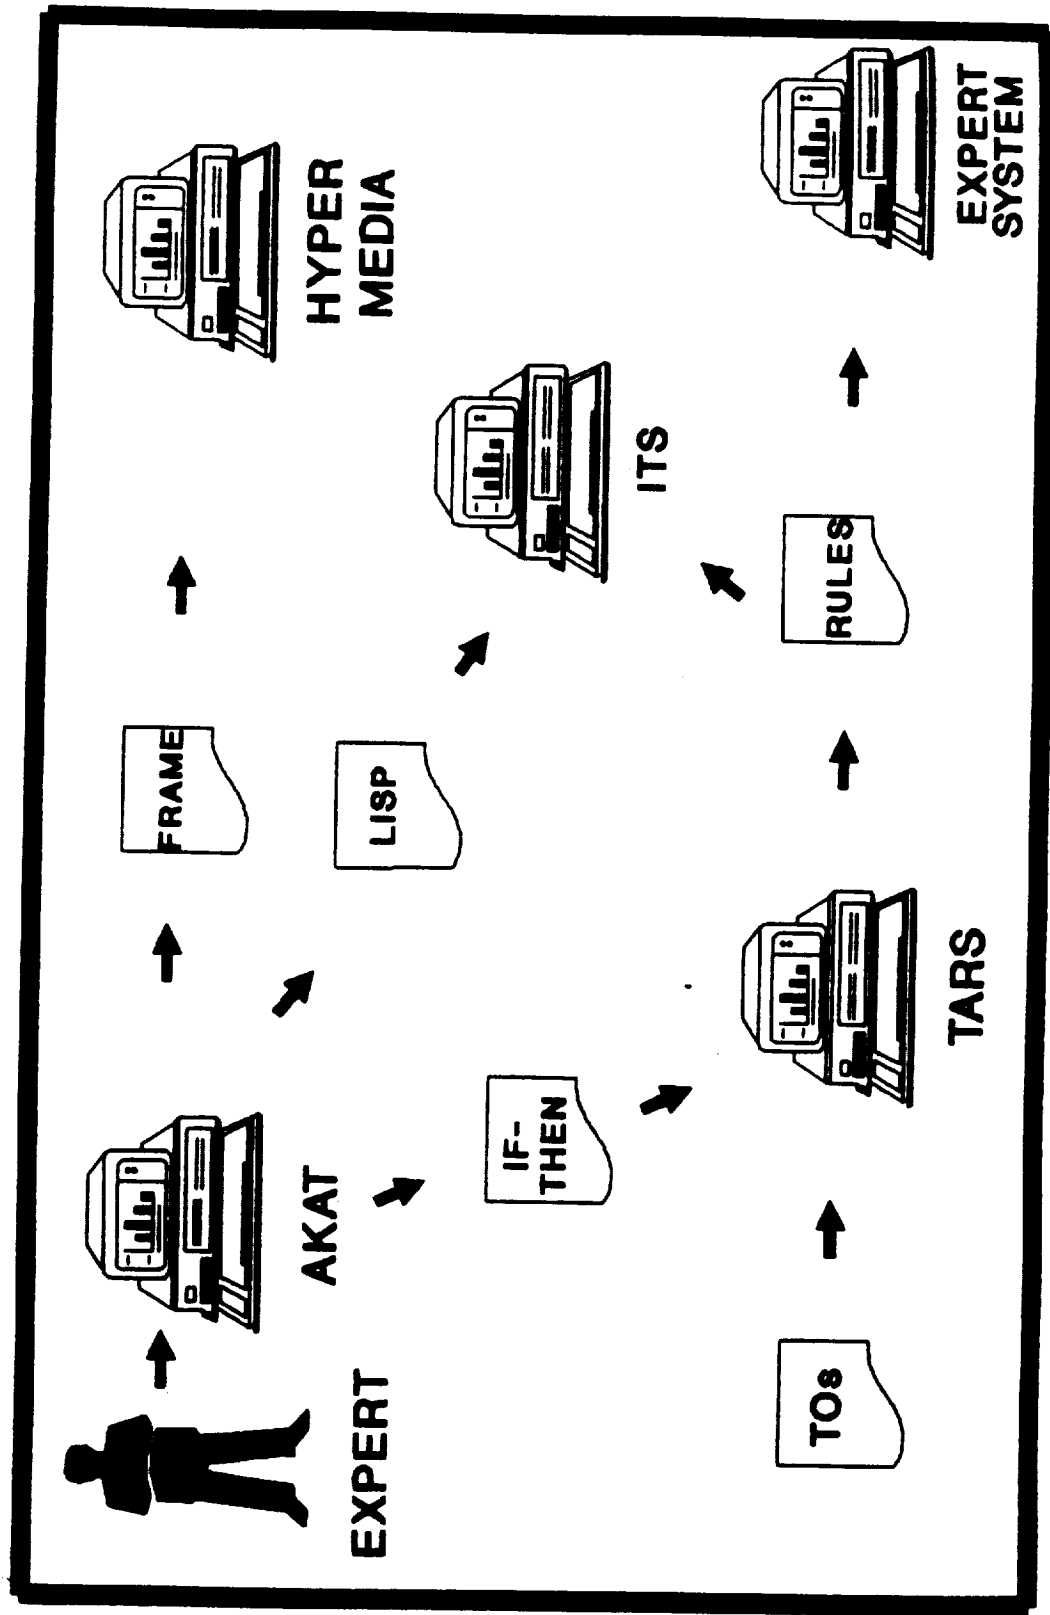 EXPERT
AKAT
FRAME
HYPER
MEDIA
LISP
IF-
THEN
ITS
TOs
TARS
RULES
EXPERT
SYSTEM